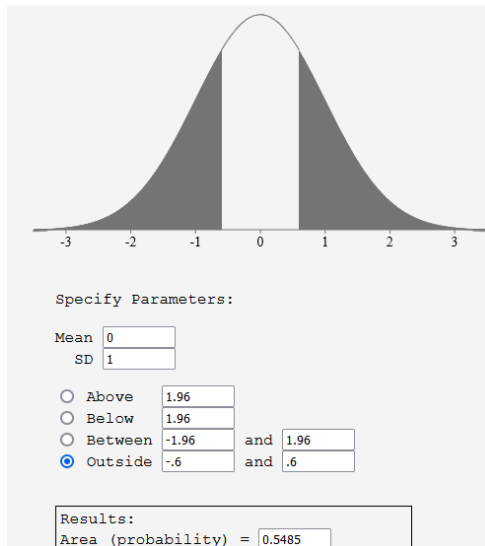 -3 -2 -1 0 1 2 3
Specify Parameters:
Mean 0
SD 1
Above 1.96
Below 1.96
Between -1.96 and 1.96
Outside -.6 and .6
Results:
Area (probability) = 0.5485